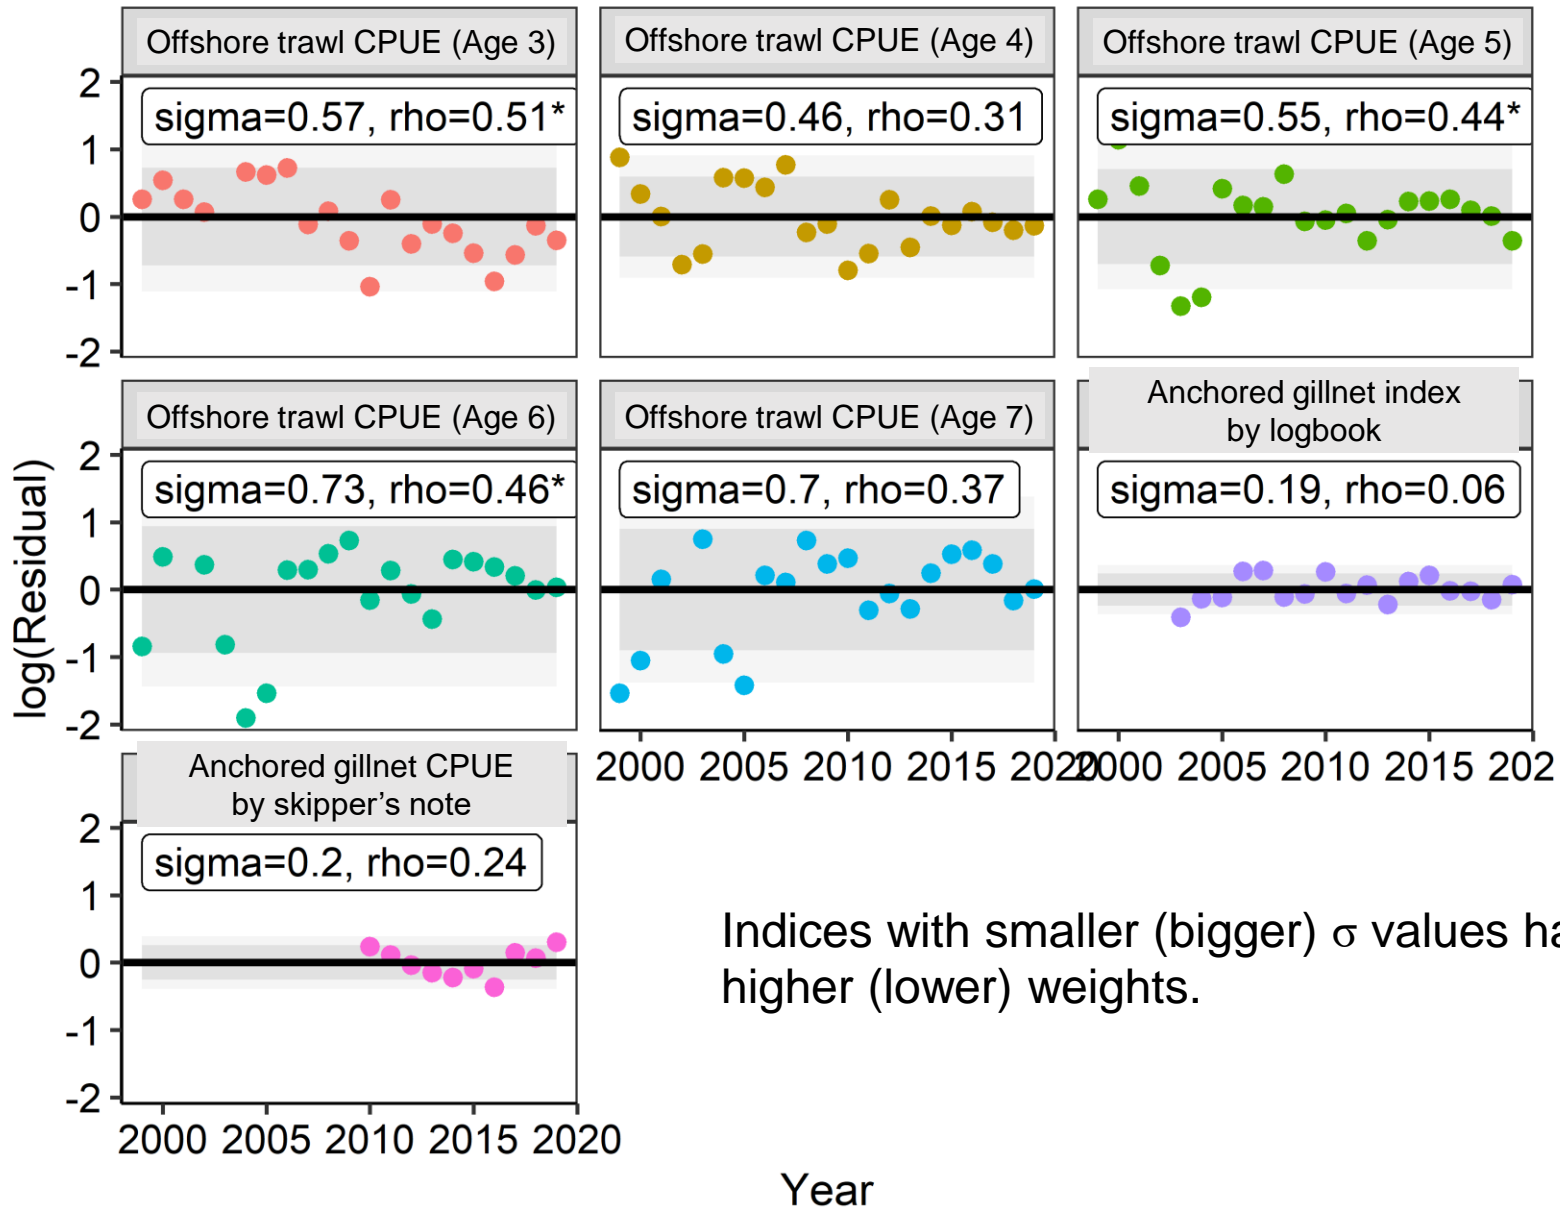 Offshore trawl CPUE (Age 3)
Offshore trawl CPUE (Age 4)
Offshore trawl CPUE (Age 5)
sigma=0.57, rho=0.51*
sigma=0.46, rho=0.31
sigma=0.55, rho=0.44*
2
1
0
-1
-2
Offshore trawl CPUE (Age 6)
Offshore trawl CPUE (Age 7)
Anchored gillnet index
by logbook
sigma=0.73, rho=0.46*
sigma=0.7, rho=0.37
sigma=0.19, rho=0.06
log(Residual)
2
1
0
-1
-2
2000 2005 2010 2015 2020
2000 2005 2010 2015 202
Anchored gillnet CPUE
by skipper’s note
sigma=0.2, rho=0.24
2
1
0
-1
-2
2000 2005 2010 2015 2020
Indices with smaller (bigger) σ values
higher (lower) weights.
Year